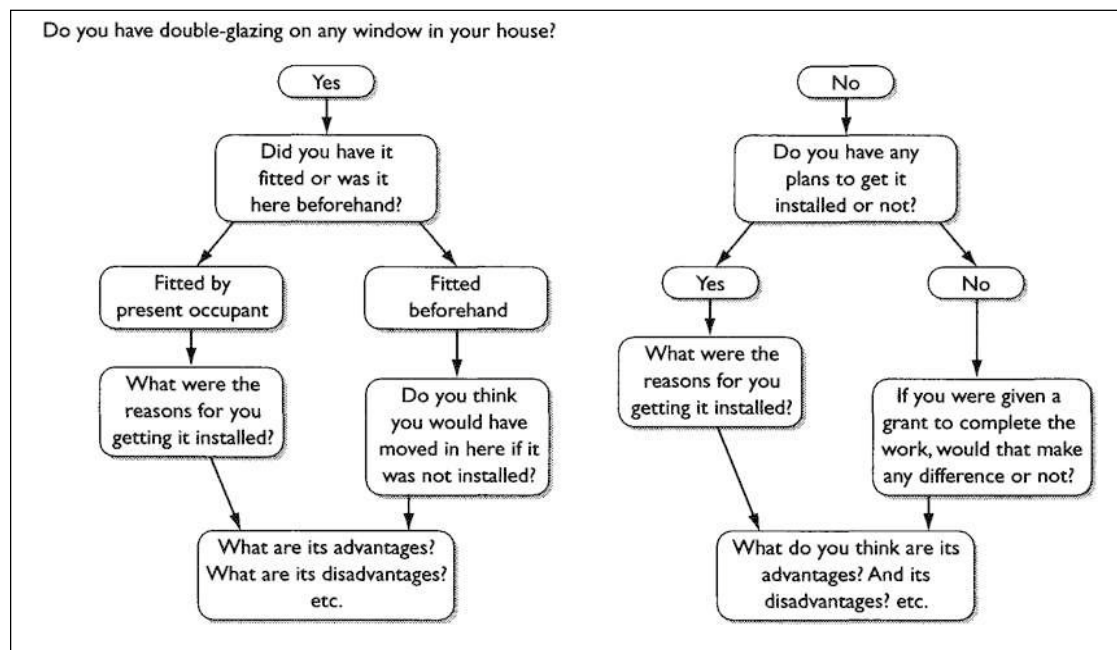 Do you have double-glazing on any window in your house?
Yes
Did you have it
fitted or was it
here beforehand?
Fitted by
present occupant
Fitted
beforehand
What were the
reasons for you
getting it installed?
Do you think
you would have
moved in here if it
was not installed?
What are its advantages?
What are its disadvantages?
etc.
No
Do you have any
plans to get it
installed or not?
Yes
No
What were the
reasons for you
getting it installed?
If you were given a
grant to complete the
work, would that make
any difference or not?
What do you think are its
advantages? And its
disadvantages? etc.